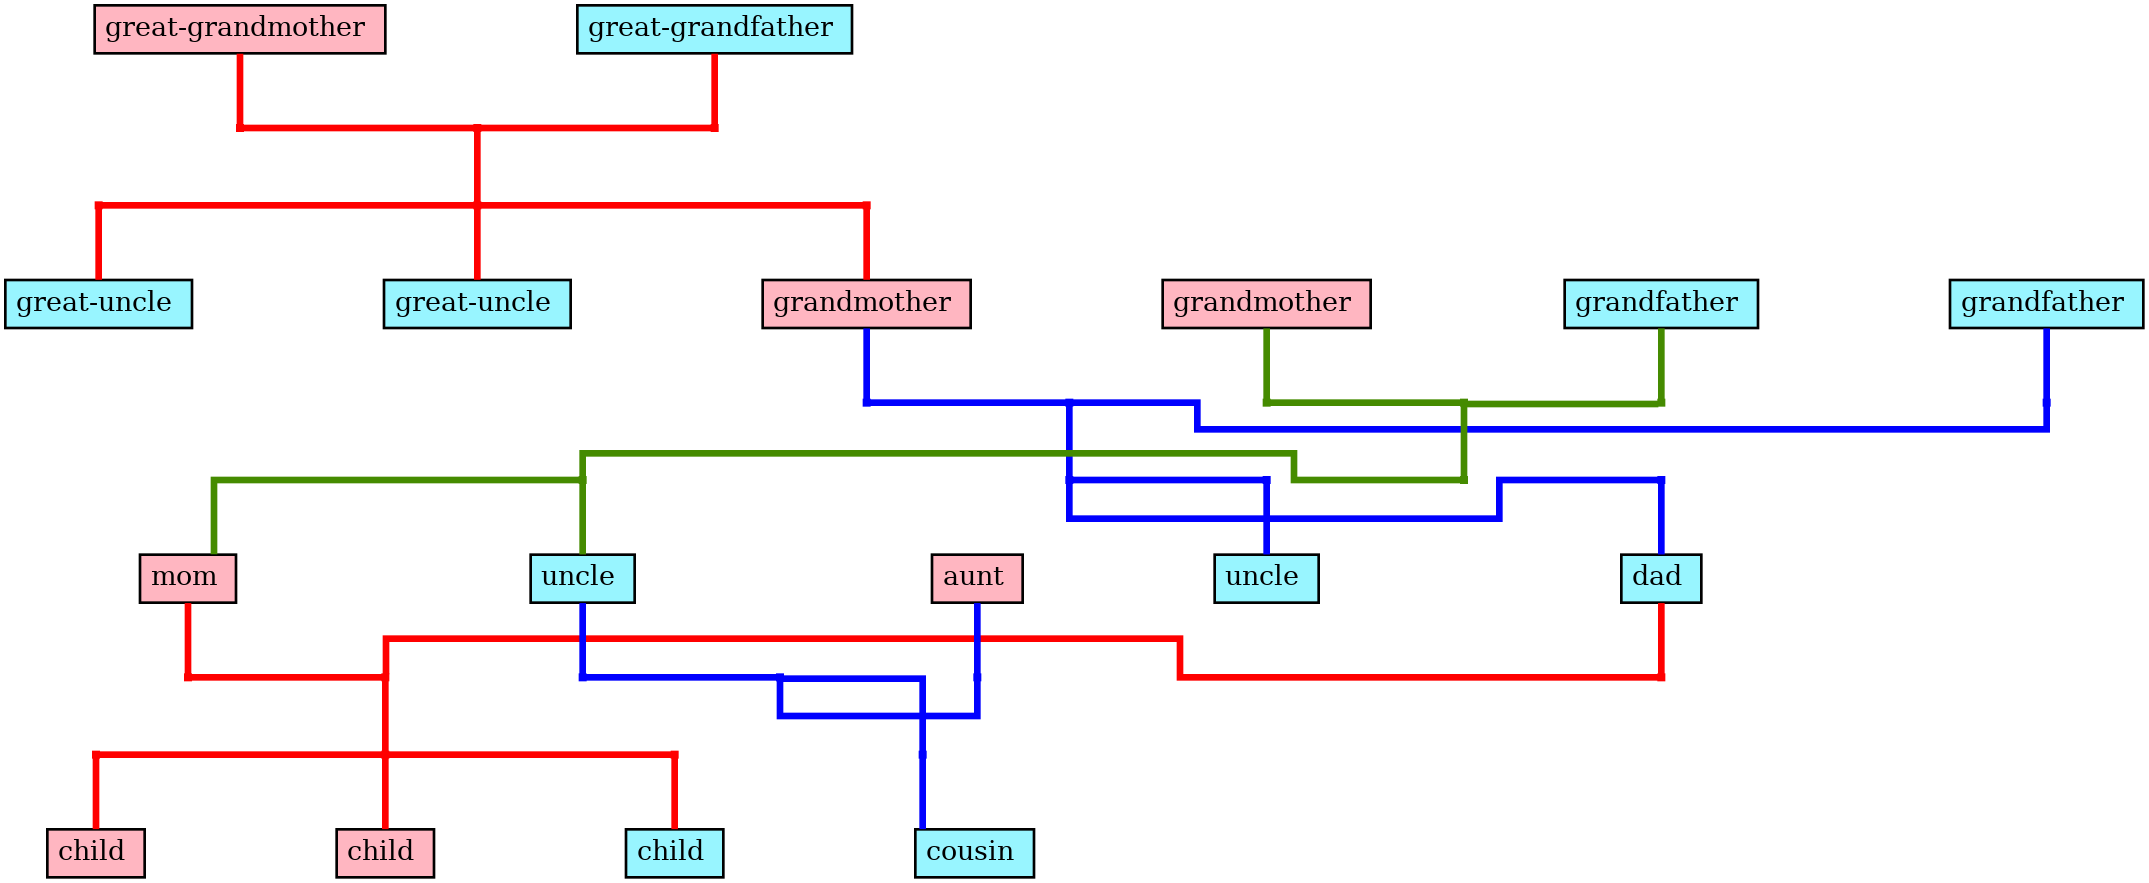 great-grandmother
great-grandfather
great-uncle
great-uncle
grandmother
grandmother
grandfather
grandfather
mom
uncle
aunt
uncle
dad
child
child
child
cousin